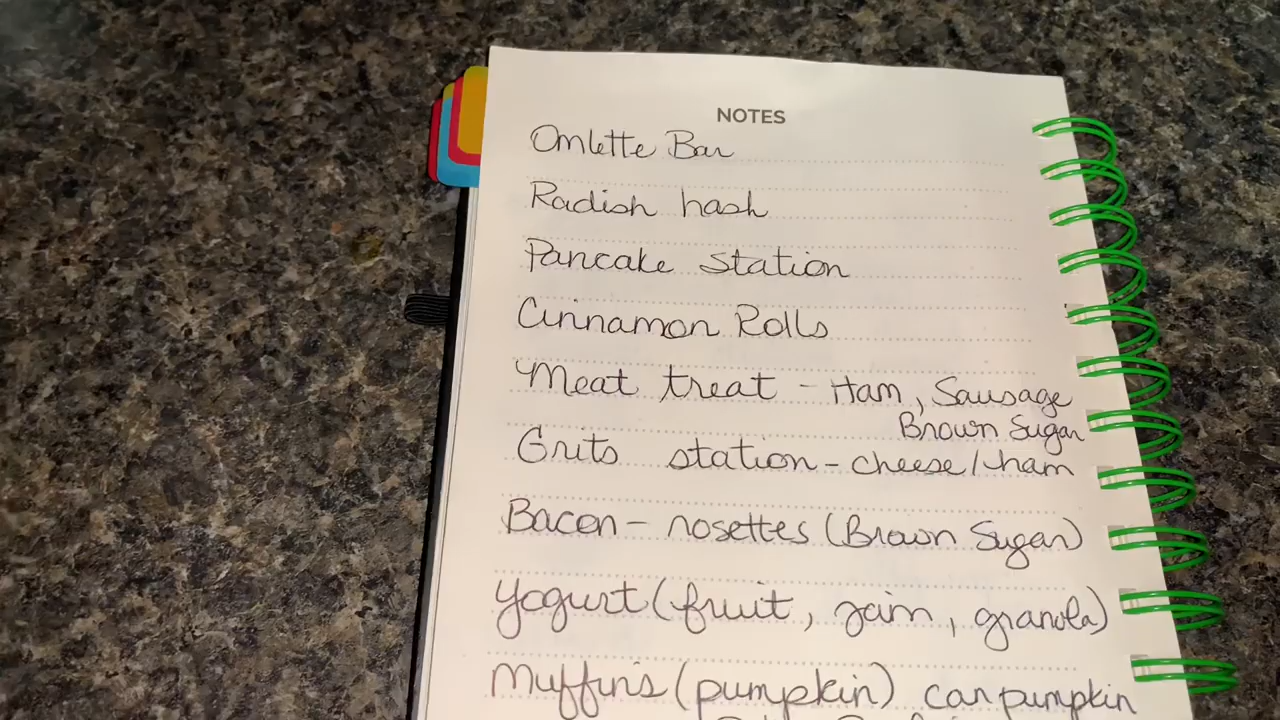 NOTES
Omlette Bar
Radish hash
Pancake Station
Cinnamon Rolls
Meat treat - Ham, Sausage
Brown Sugar
Grits station - cheese/ham
Bacon - rosettes (Brown Sugar)
Yogurt (fruit, jam, granola)
Muffins (pumpkin) can pumpkin